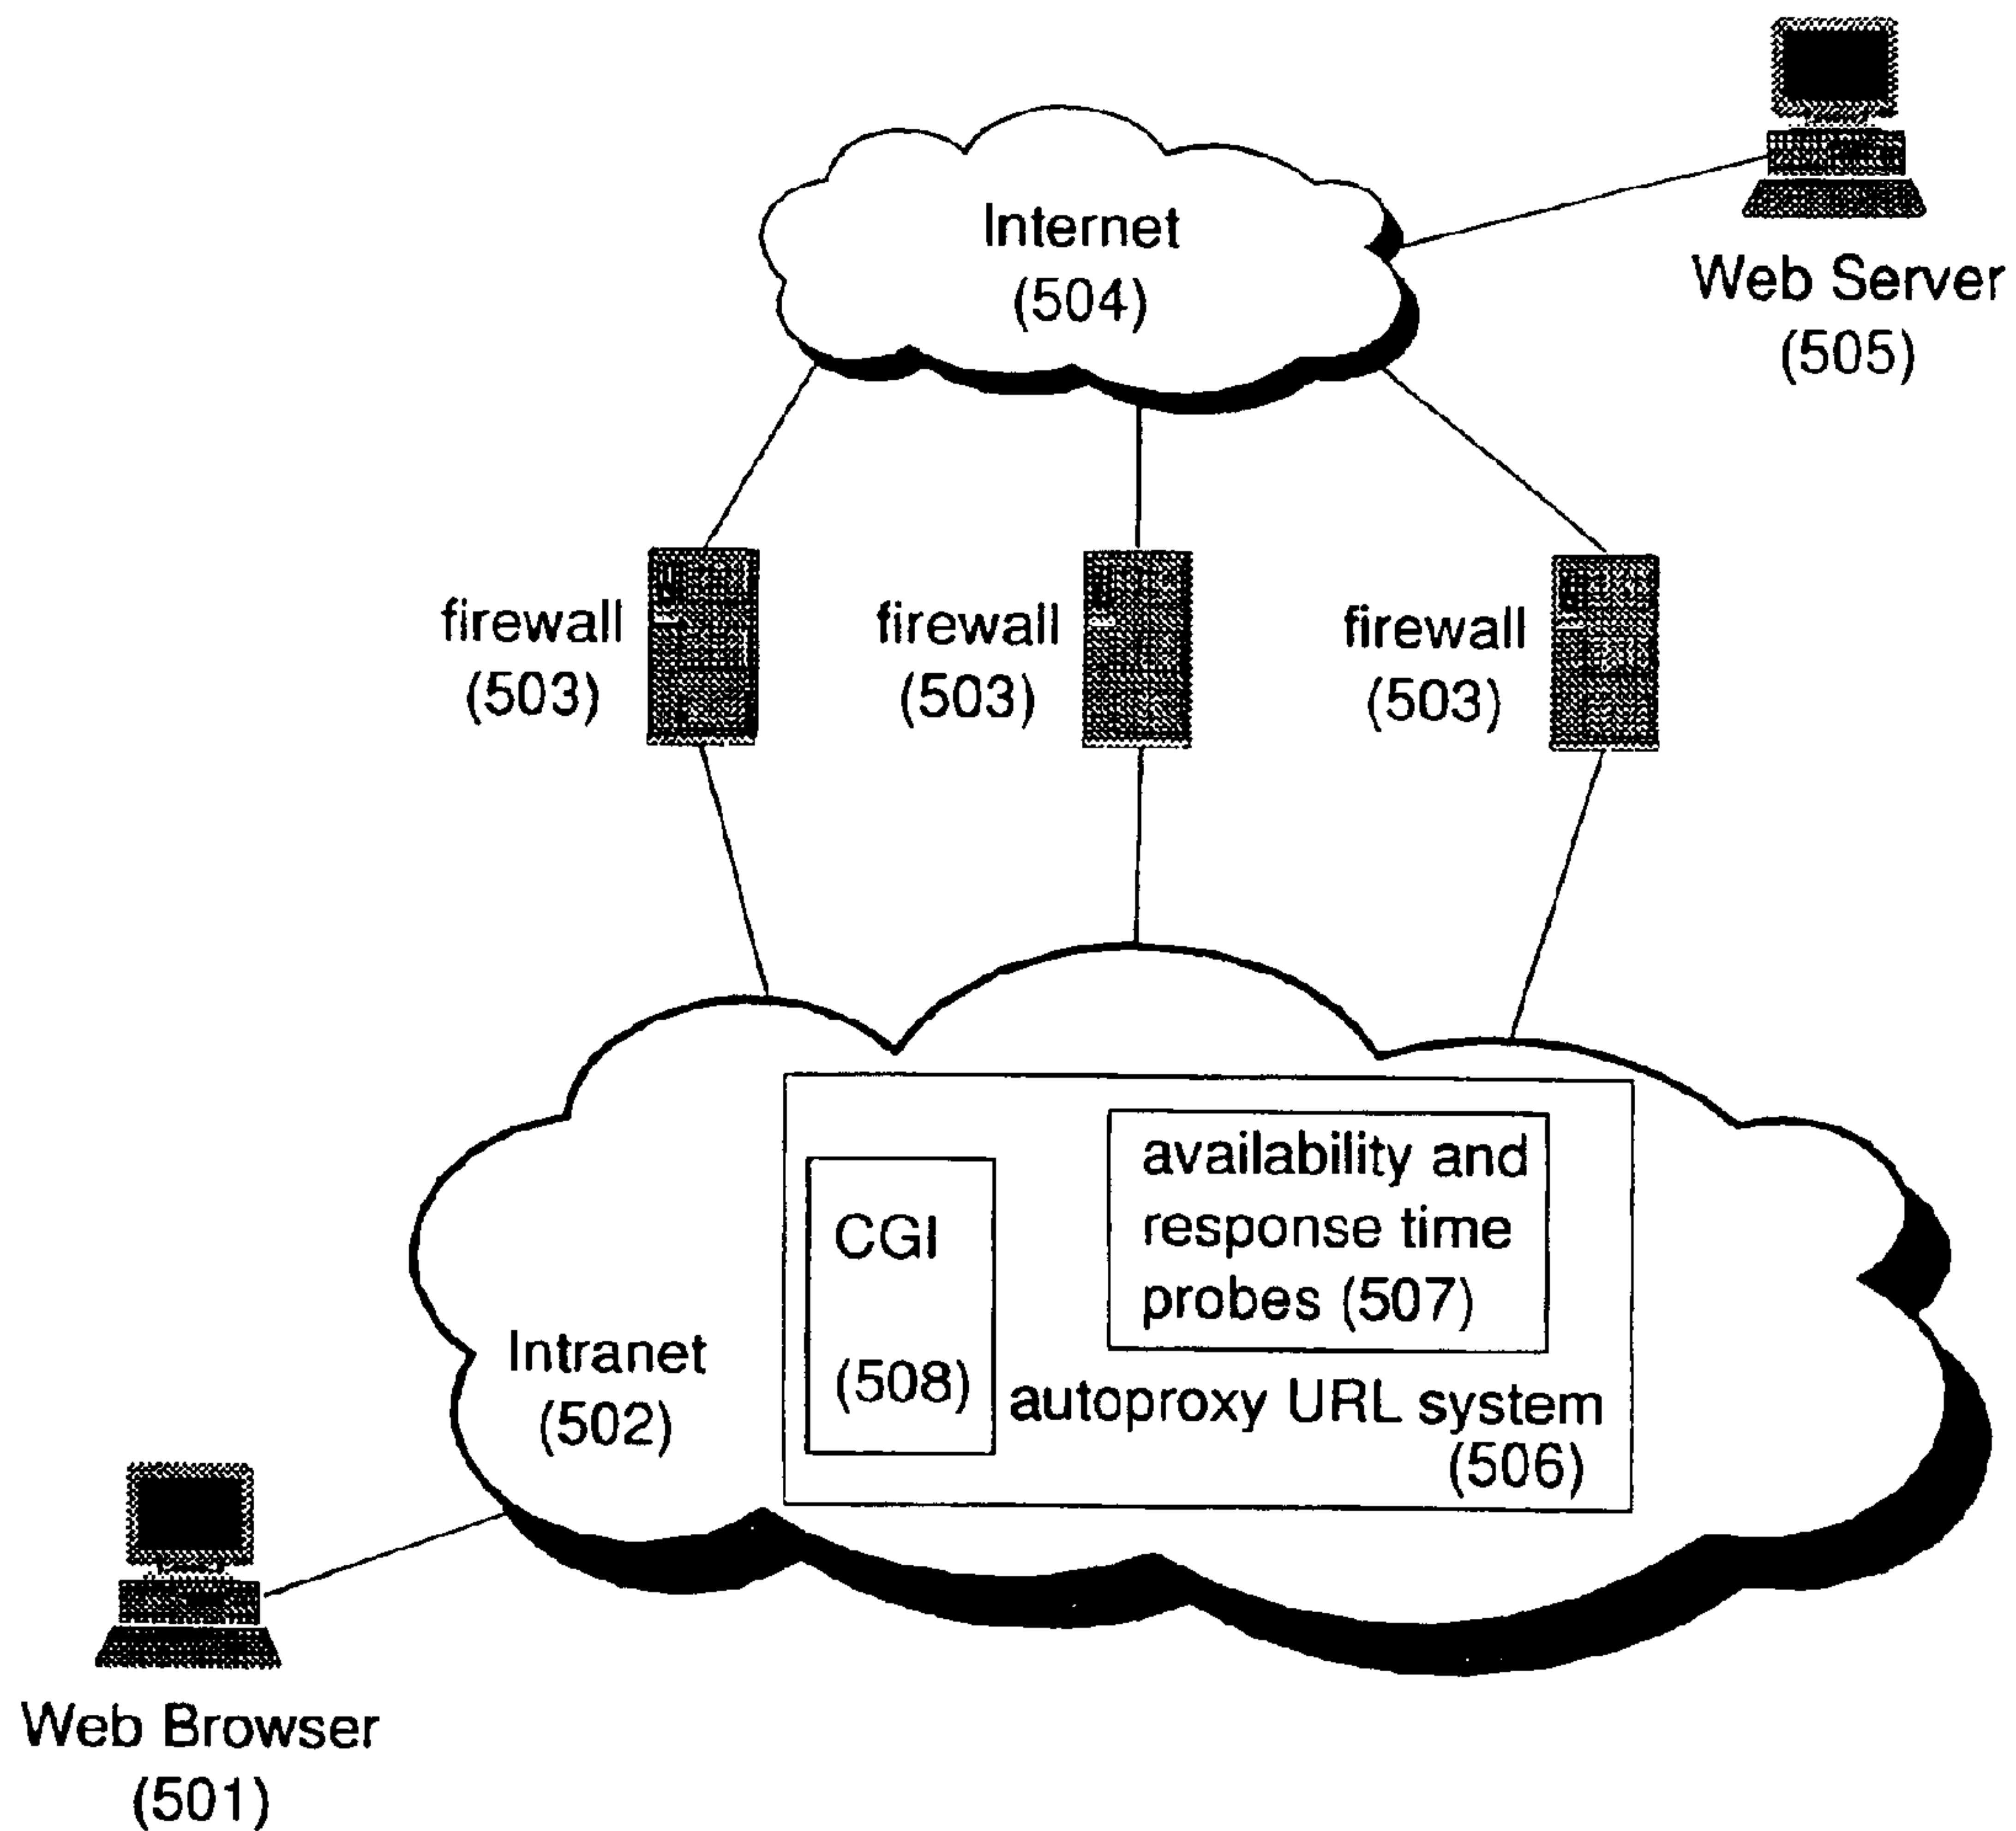 Internet
(504)
Web Server
(505)
firewall
(503)
firewall
(503)
firewall
(503)
availability and
response time
probes (507)
CGI
(508)
autoproxy URL system
(506)
Intranet
(502)
Web Browser
(501)